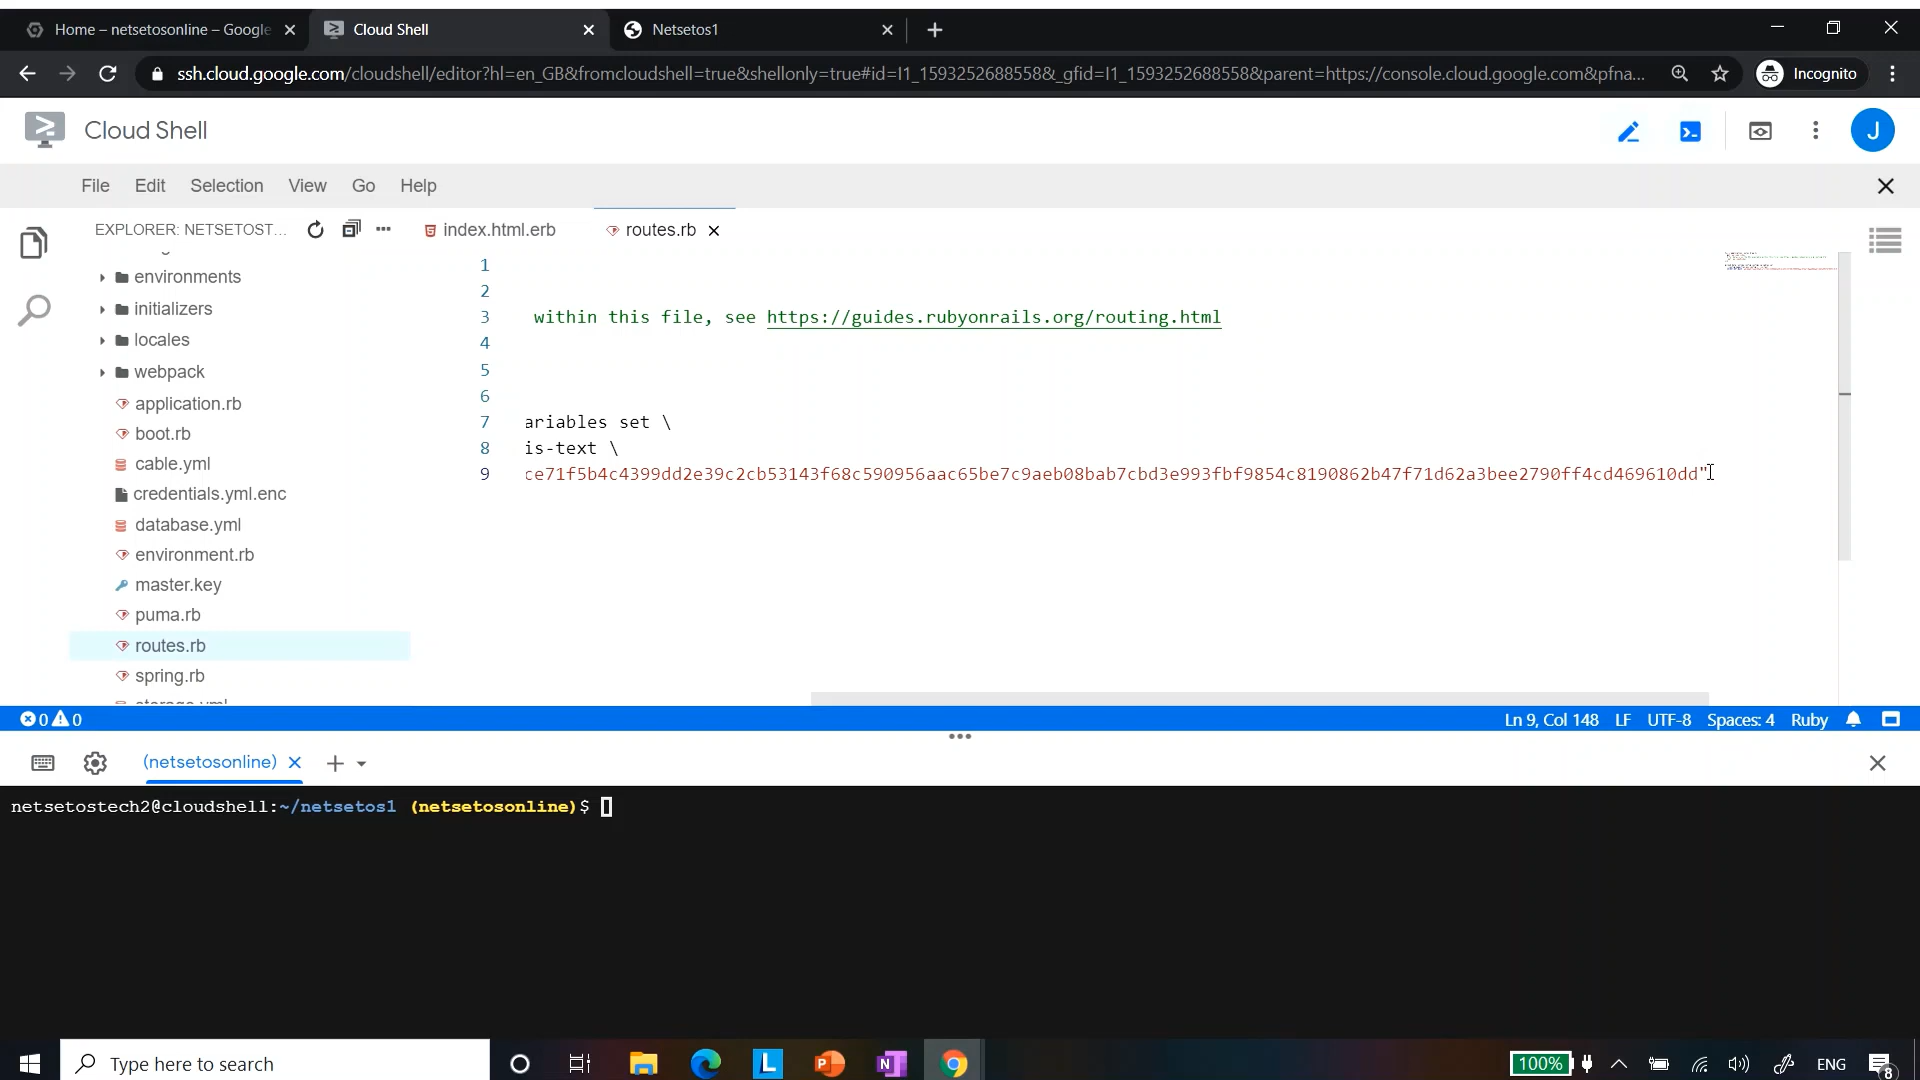 Home – netsetosonline – Google
Cloud Shell
Netsetos1
ssh.cloud.google.com/cloudshell/editor?hl=en_GB&fromcloudshell=true&shellonly=true#id=I1_1593252688558&_gfid=I1_1593252688558&parent=https://console.cloud.google.com&pfna...
Incognito
Cloud Shell
J
File Edit Selection View Go Help
EXPLORER: NETSETOST...
index.html.erb
routes.rb
environments
initializers
locales
webpack
application.rb
boot.rb
cable.yml
credentials.yml.enc
database.yml
environment.rb
master.key
puma.rb
routes.rb
spring.rb
storage.yml
1
2
3 within this file, see https://guides.rubyonrails.org/routing.html
4
5
6
7 ariables set \
8 is-text \
9 ce71f5b4c4399dd2e39c2cb53143f68c590956aac65be7c9aeb08bab7cbd3e993fbf9854c8190862b47f71d62a3bee2790ff4cd469610dd"
0 0
Ln 9, Col 148 LF UTF-8 Spaces: 4 Ruby
(netsetosonline)
netsetostech2@cloudshell:~/netsetos1 (netsetosonline)$
Type here to search
100%
ENG
8